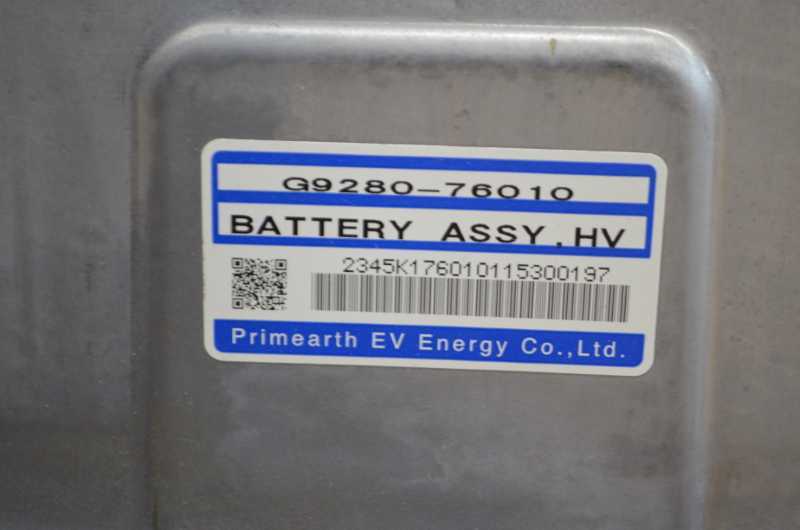 G9280-76010
BATTERY ASSY,HV
2345K176010115300197
Primearth EV Energy Co.,Ltd.